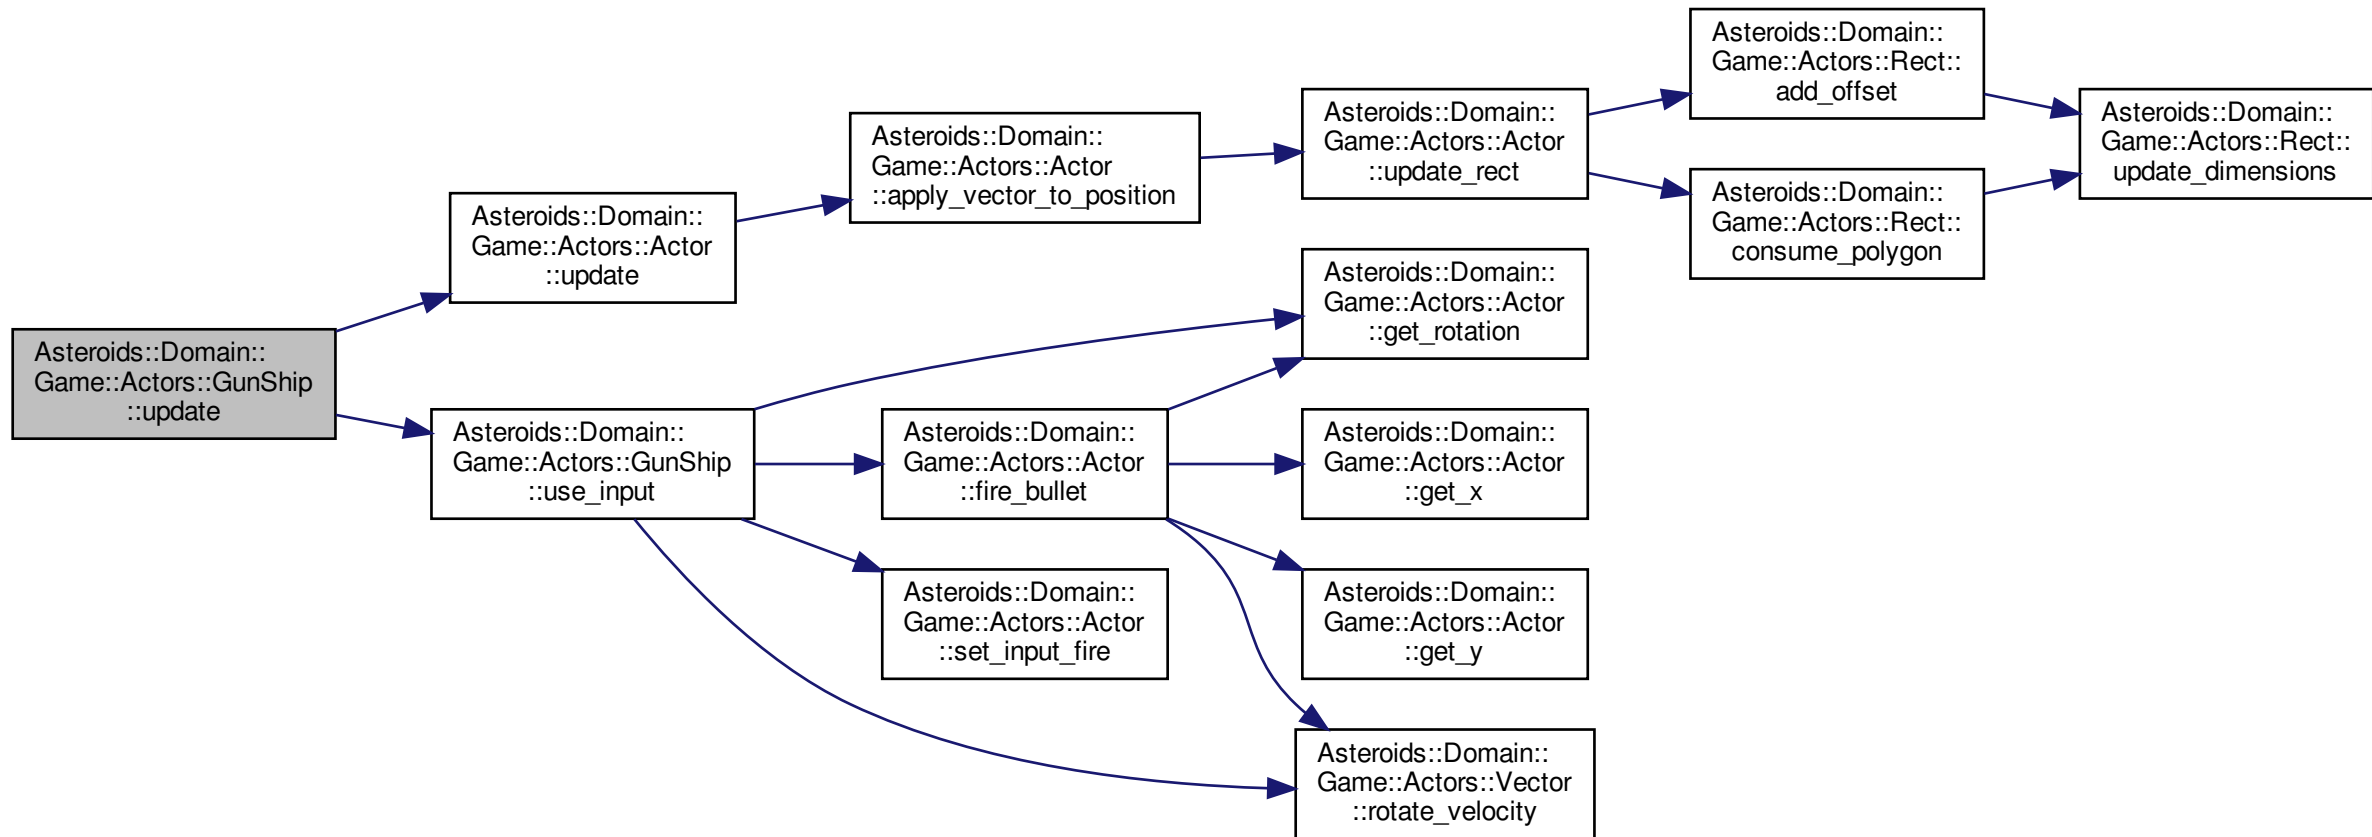 Asteroids::Domain::
Game::Actors::GunShip
::update
Asteroids::Domain::
Game::Actors::Actor
::update
Asteroids::Domain::
Game::Actors::GunShip
::use_input
Asteroids::Domain::
Game::Actors::Actor
::apply_vector_to_position
Asteroids::Domain::
Game::Actors::Actor
::fire_bullet
Asteroids::Domain::
Game::Actors::Actor
::set_input_fire
Asteroids::Domain::
Game::Actors::Actor
::update_rect
Asteroids::Domain::
Game::Actors::Actor
::get_rotation
Asteroids::Domain::
Game::Actors::Actor
::get_x
Asteroids::Domain::
Game::Actors::Actor
::get_y
Asteroids::Domain::
Game::Actors::Vector
::rotate_velocity
Asteroids::Domain::
Game::Actors::Rect::
add_offset
Asteroids::Domain::
Game::Actors::Rect::
consume_polygon
Asteroids::Domain::
Game::Actors::Rect::
update_dimensions